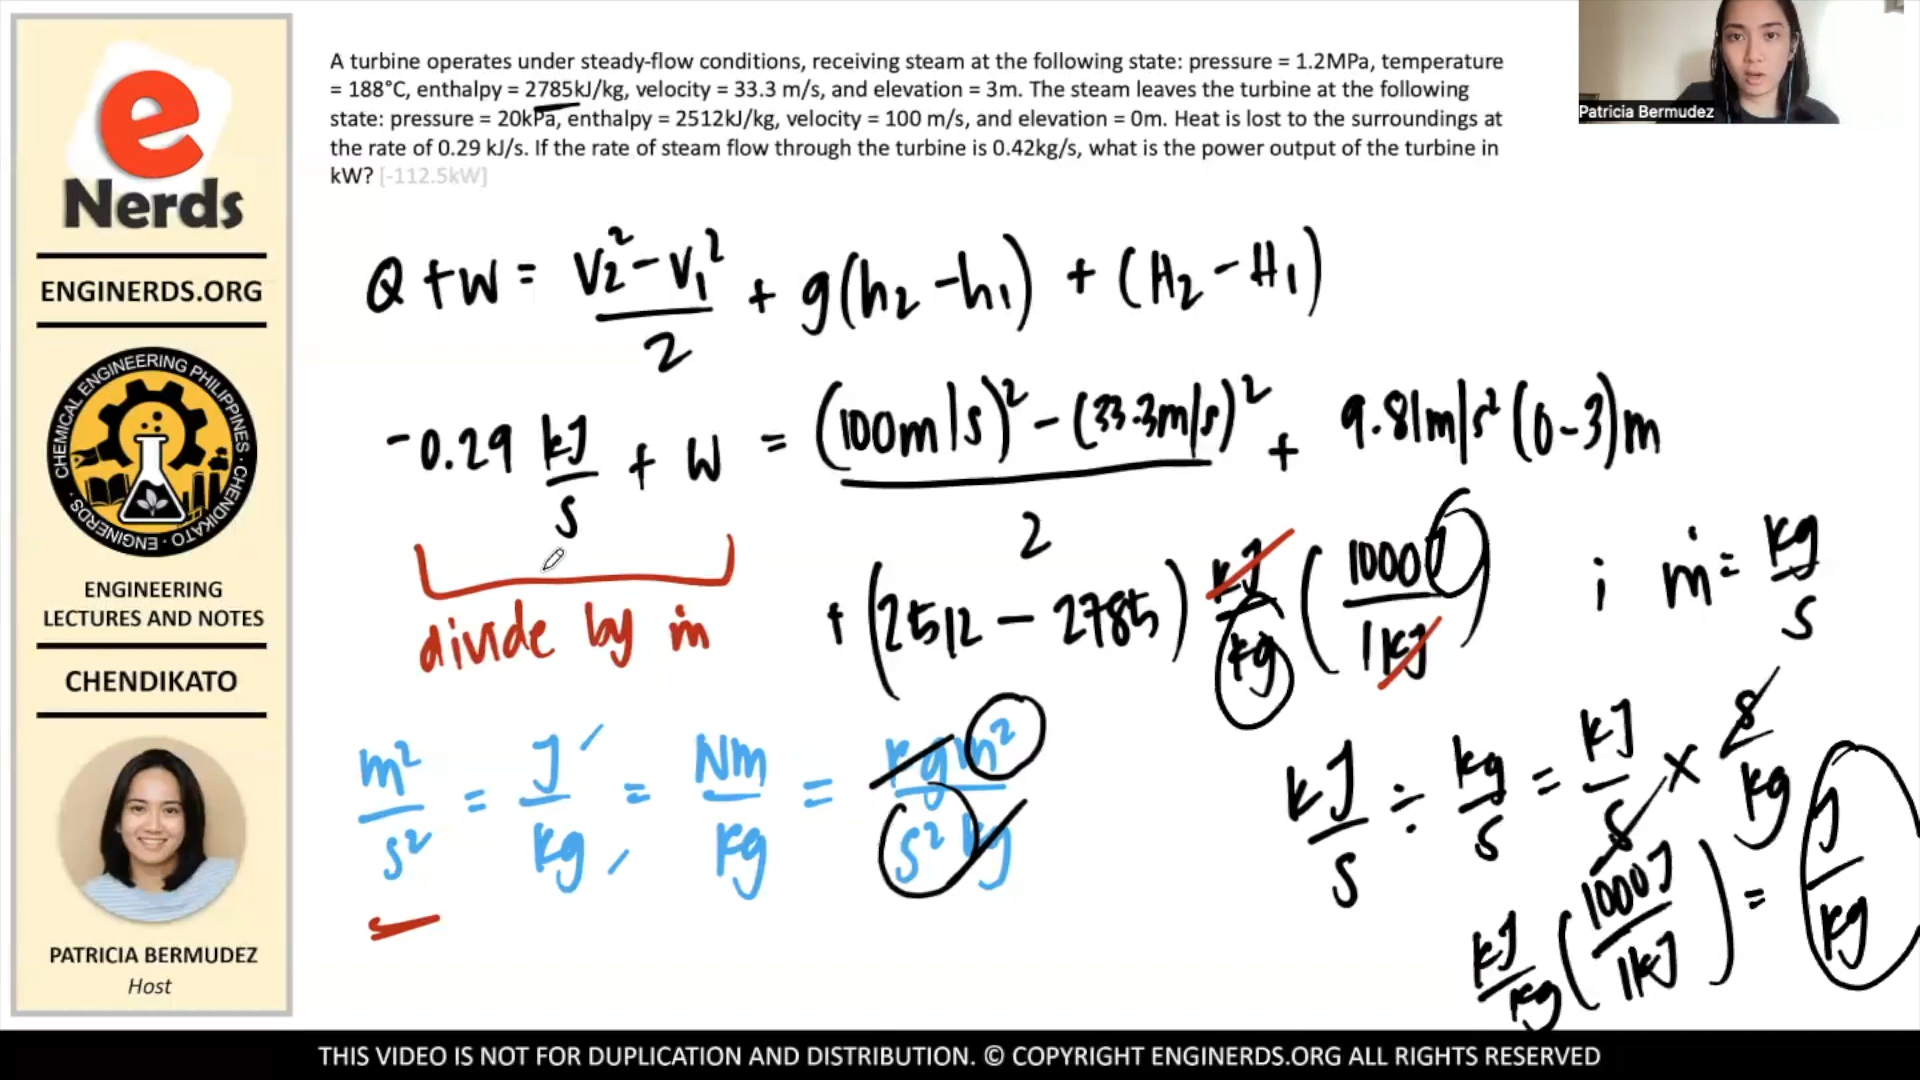 e
Nerds
ENGINERDS.ORG
CHEMICAL ENGINEERING PHILIPPINES · CHENDIKATO · ENGINERDS ·
ENGINEERING
LECTURES AND NOTES
CHENDIKATO
PATRICIA BERMUDEZ
Host
A turbine operates under steady-flow conditions, receiving steam at the following state: pressure = 1.2MPa, temperature
= 188°C, enthalpy = 2785kJ/kg, velocity = 33.3 m/s, and elevation = 3m. The steam leaves the turbine at the following
state: pressure = 20kPa, enthalpy = 2512kJ/kg, velocity = 100 m/s, and elevation = 0m. Heat is lost to the surroundings at
the rate of 0.29 kJ/s. If the rate of steam flow through the turbine is 0.42kg/s, what is the power output of the turbine in
kW? [-112.5kW]
Patricia Bermudez
Q + W = (V₂² - V₁²)/2 + g(h₂ - h₁) + (H₂ - H₁)
-0.29 kJ/s + W = ((100m/s)² - (33.3m/s)²)/2 + 9.81m/s² (0-3)m
+ (2512 - 2785) kJ/kg (1000J/1kJ) ; ṁ = kg/s
divide by ṁ
m²/s² = J/kg = Nm/kg = kgm²/s²kg
kJ/s ÷ kg/s = kJ/s x s/kg
kJ/kg (1000J/1kJ) = J/kg
THIS VIDEO IS NOT FOR DUPLICATION AND DISTRIBUTION. © COPYRIGHT ENGINERDS.ORG ALL RIGHTS RESERVED